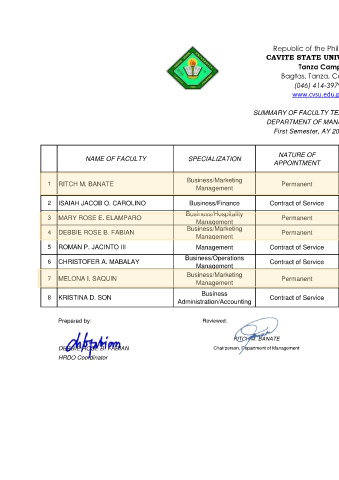 Republic of the Phil
CAVITE STATE UNIV
Tanza Camp
Bagtas, Tanza, Ca
(046) 414-3979
www.cvsu.edu.p
SUMMARY OF FACULTY TE
DEPARTMENT OF MANA
First Semester, AY 20
NAME OF FACULTY SPECIALIZATION NATURE OF APPOINTMENT
1 RITCH M. BANATE Business/Marketing Management Permanent
2 ISAIAH JACOB O. CAROLINO Business/Finance Contract of Service
3 MARY ROSE E. ELAMPARO Business/Hospitality Management Permanent
4 DEBBIE ROSE B. FABIAN Business/Marketing Management Permanent
5 ROMAN P. JACINTO III Management Contract of Service
6 CHRISTOFER A. MABALAY Business/Operations Management Contract of Service
7 MELONA I. SAQUIN Business/Marketing Management Permanent
8 KRISTINA D. SON Business Administration/Accounting Contract of Service
Prepared by: Reviewed:
RITCH M. BANATE
FABIAN Chairperson, Department of Management
HRDO Coordinator